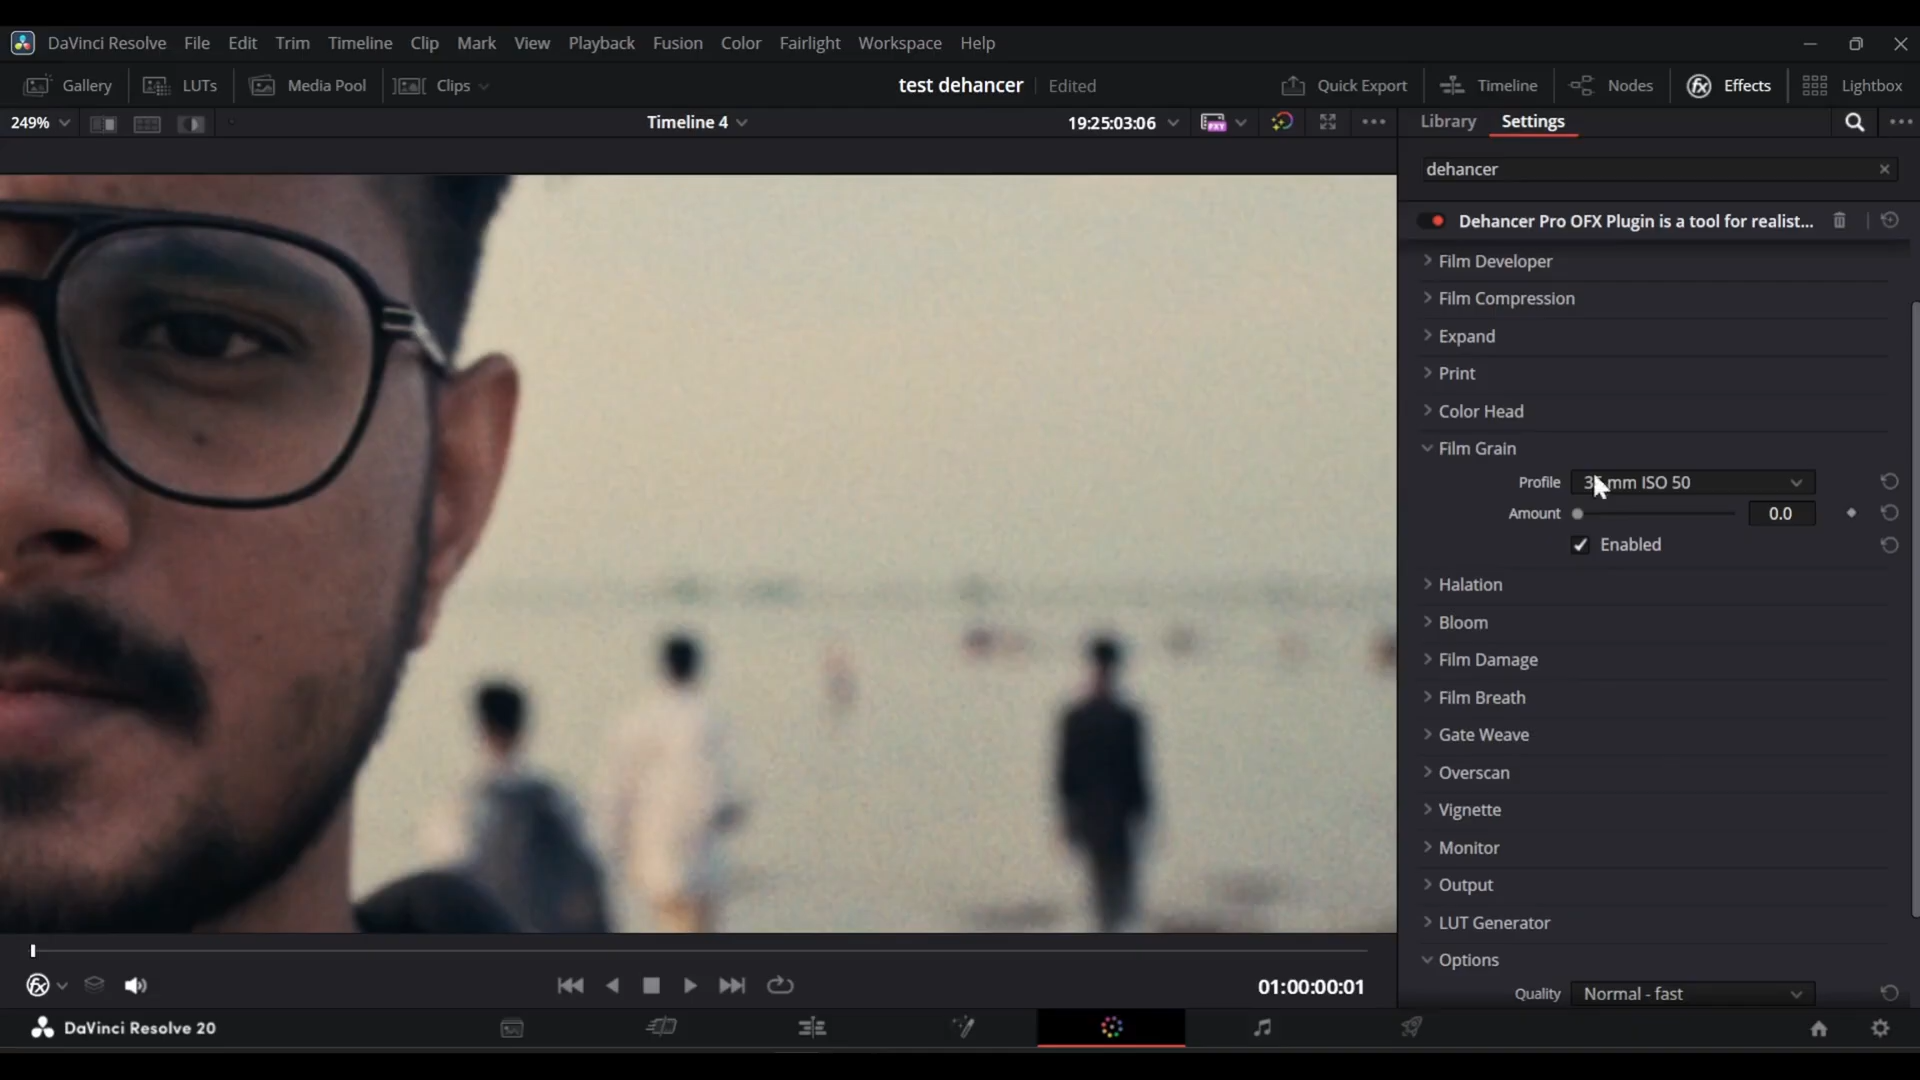 DaVinci Resolve File Edit Trim Timeline Clip Mark View Playback Fusion Color Fairlight Workspace Help
Gallery LUTs Media Pool Clips test dehancer Edited Quick Export Timeline Nodes Effects Lightbox
249% Timeline 4 19:25:03:06 Library Settings
dehancer
Dehancer Pro OFX Plugin is a tool for realist...
Film Developer
Film Compression
Expand
Print
Color Head
Film Grain
Profile 35 mm ISO 50
Amount 0.0
Enabled
Halation
Bloom
Film Damage
Film Breath
Gate Weave
Overscan
Vignette
Monitor
Output
LUT Generator
Options
Quality Normal - fast
01:00:00:01
DaVinci Resolve 20